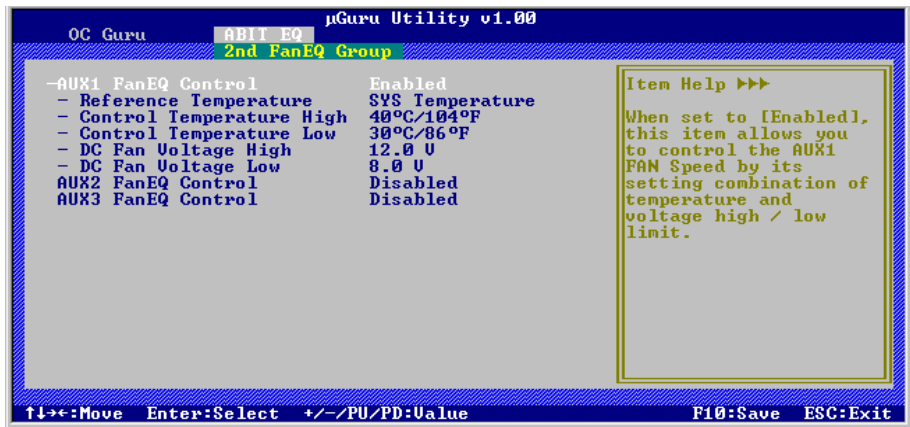 µGuru Utility v1.00
OC Guru ABIT EQ
2nd FanEQ Group
-AUX1 FanEQ Control Enabled
- Reference Temperature SYS Temperature
- Control Temperature High 40ºC/104ºF
- Control Temperature Low 30ºC/86ºF
- DC Fan Voltage High 12.0 V
- DC Fan Voltage Low 8.0 V
AUX2 FanEQ Control Disabled
AUX3 FanEQ Control Disabled
Item Help ►►►
When set to [Enabled],
this item allows you
to control the AUX1
FAN Speed by its
setting combination of
temperature and
voltage high / low
limit.
↑↓→←:Move Enter:Select +/-/PU/PD:Value F10:Save ESC:Exit